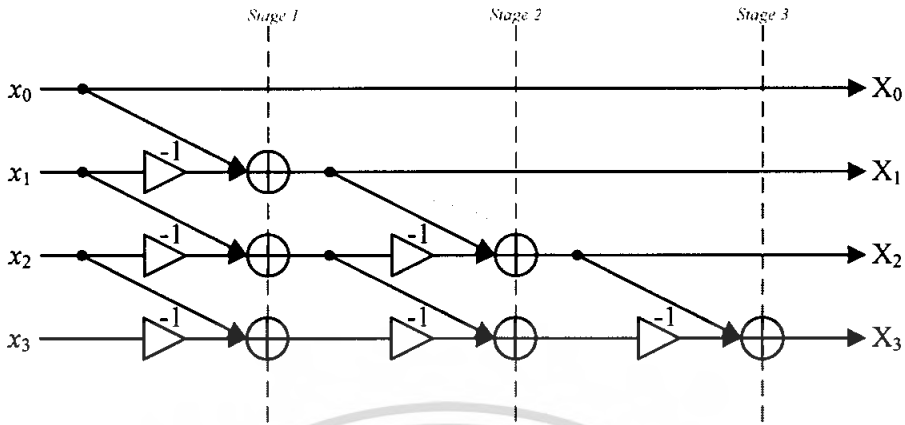 Stage 1 Stage 2 Stage 3
x₀ X₀
-1
x₁ X₁
-1 -1
x₂ X₂
-1 -1 -1
x₃ X₃